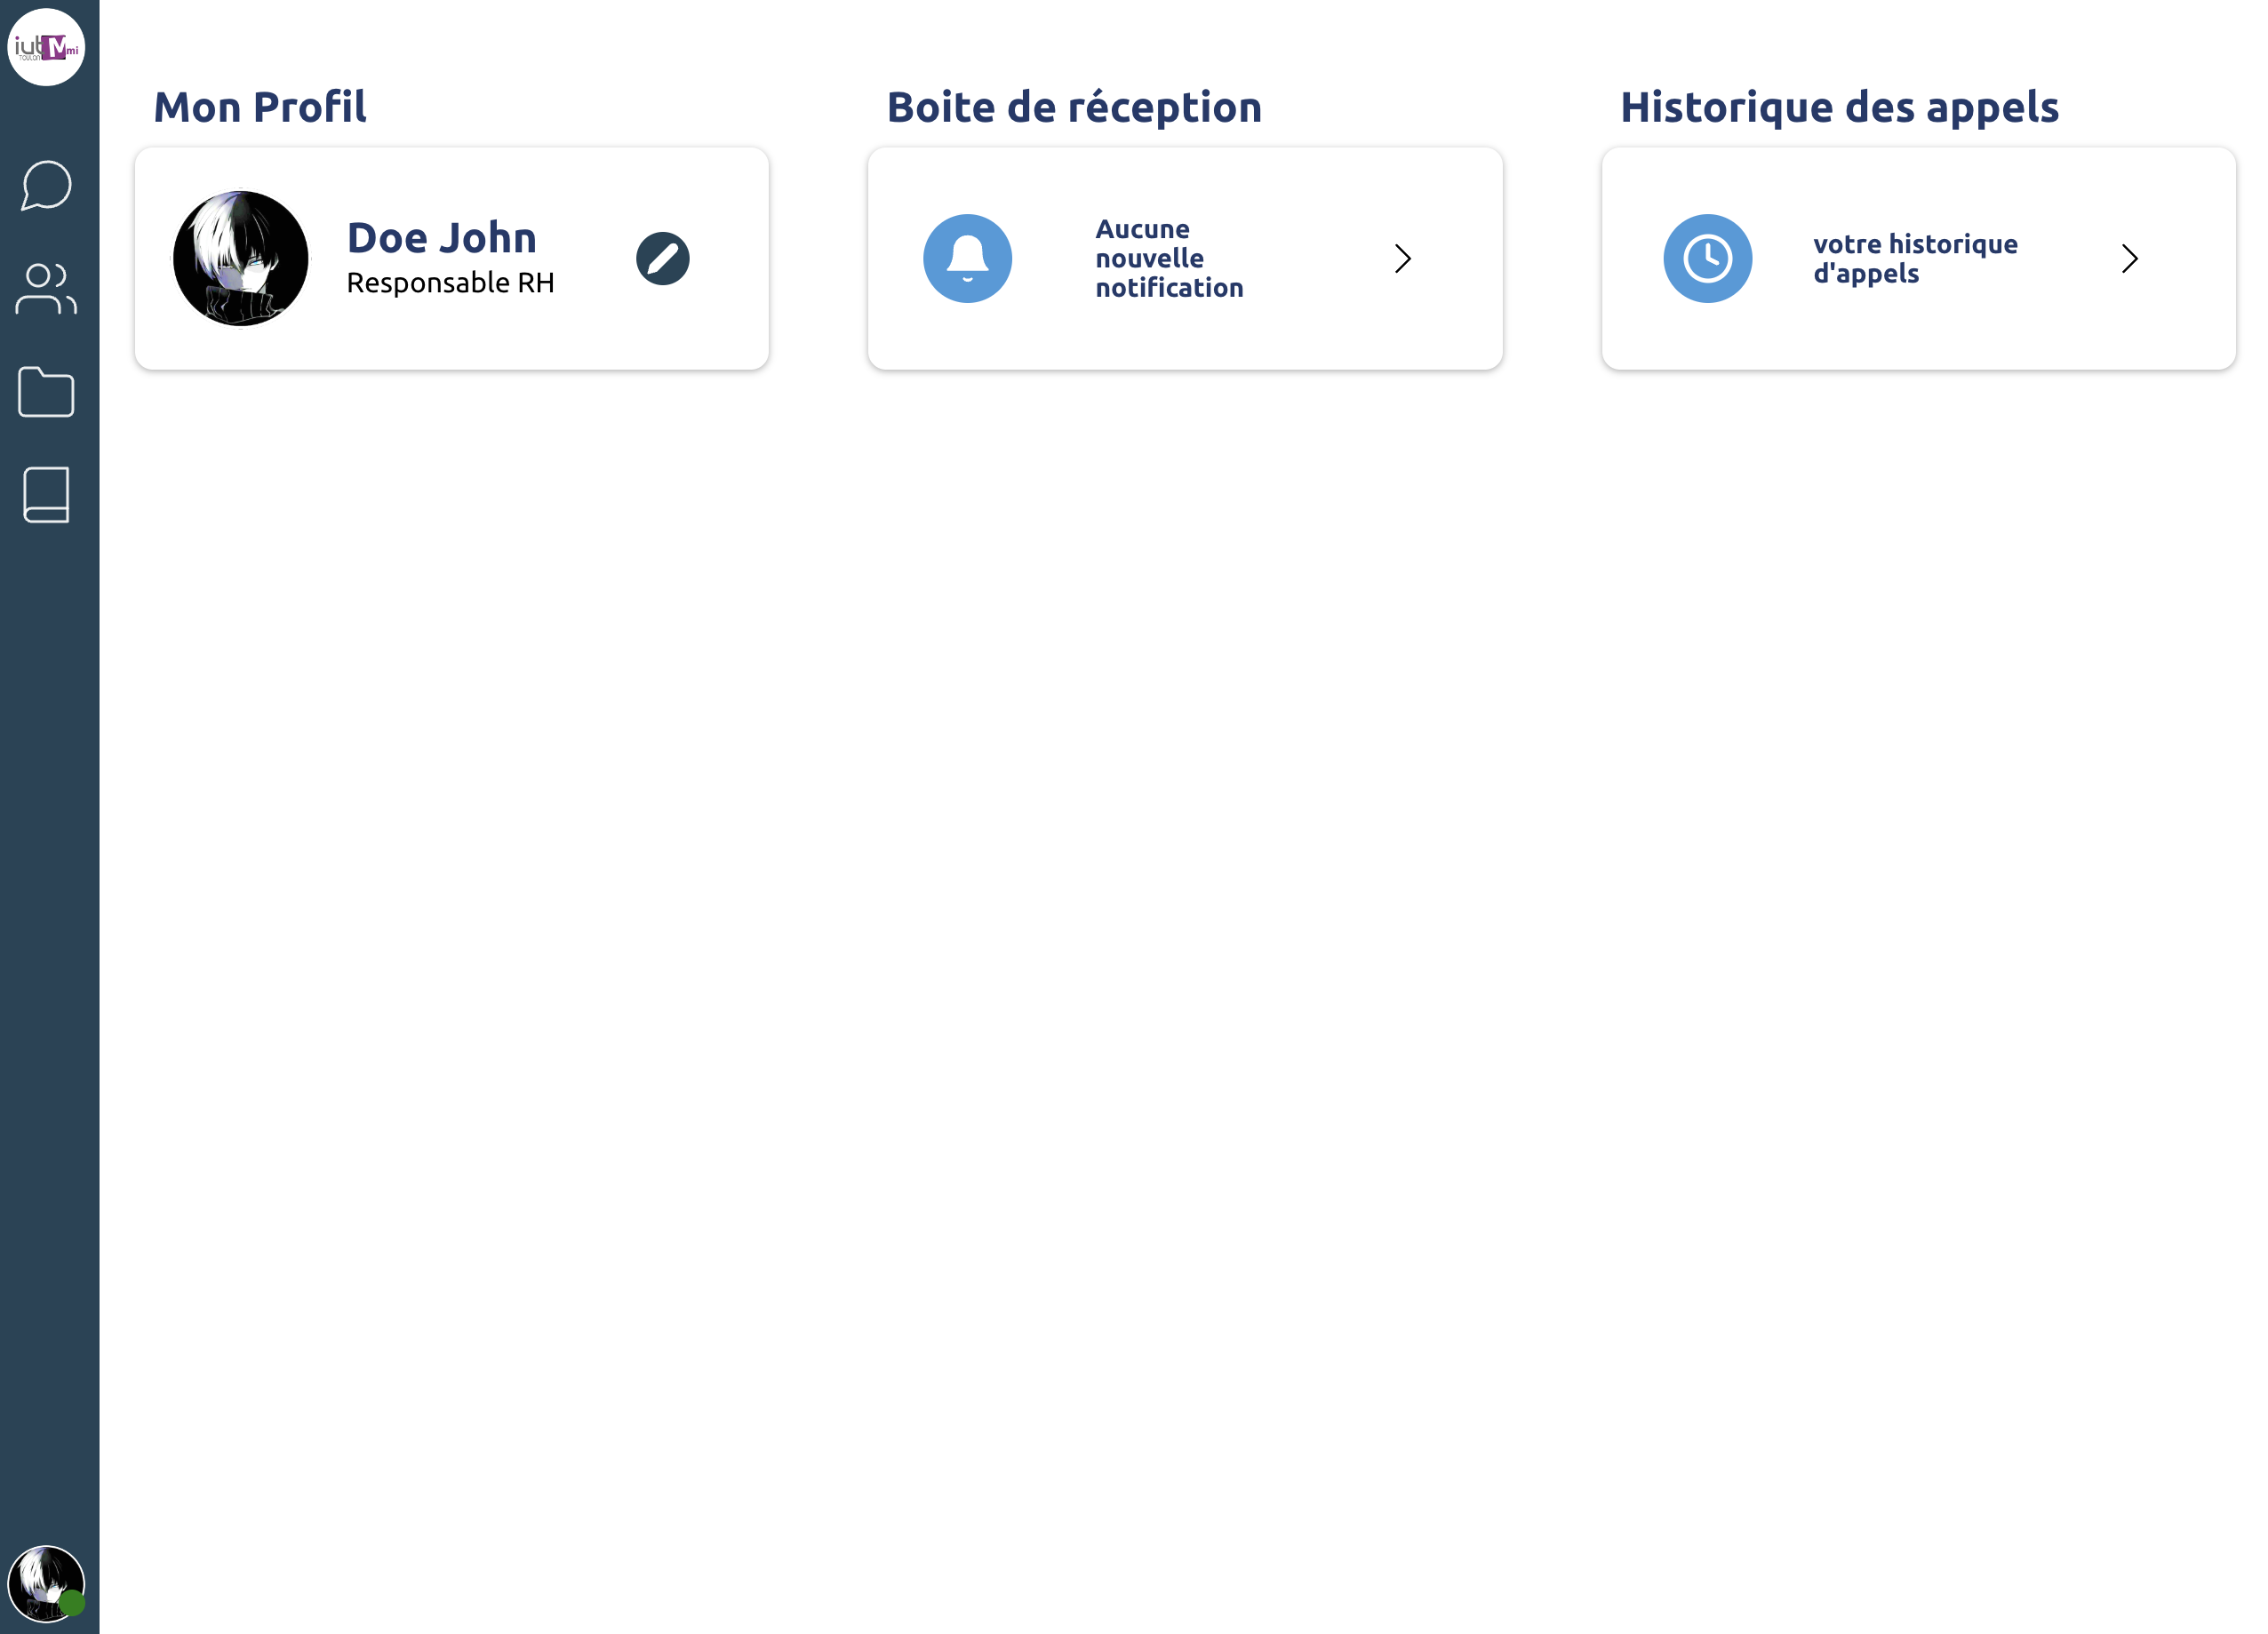 iut Mmi
TOULON
Mon Profil
Doe John
Responsable RH
Boite de réception
Aucune
nouvelle
notification
Historique des appels
votre historique
d'appels